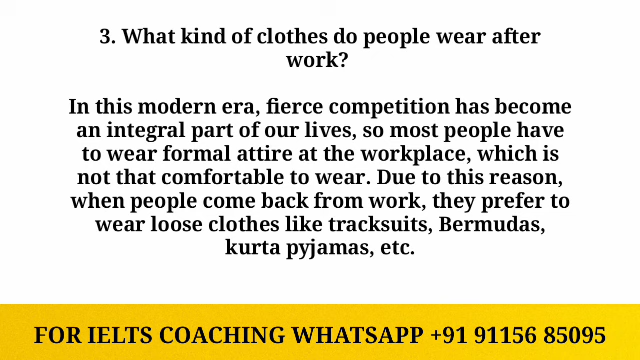 3. What kind of clothes do people wear after
work?
In this modern era, fierce competition has become
an integral part of our lives, so most people have
to wear formal attire at the workplace, which is
not that comfortable to wear. Due to this reason,
when people come back from work, they prefer to
wear loose clothes like tracksuits, Bermudas,
kurta pyjamas, etc.
FOR IELTS COACHING WHATSAPP +91 91156 85095